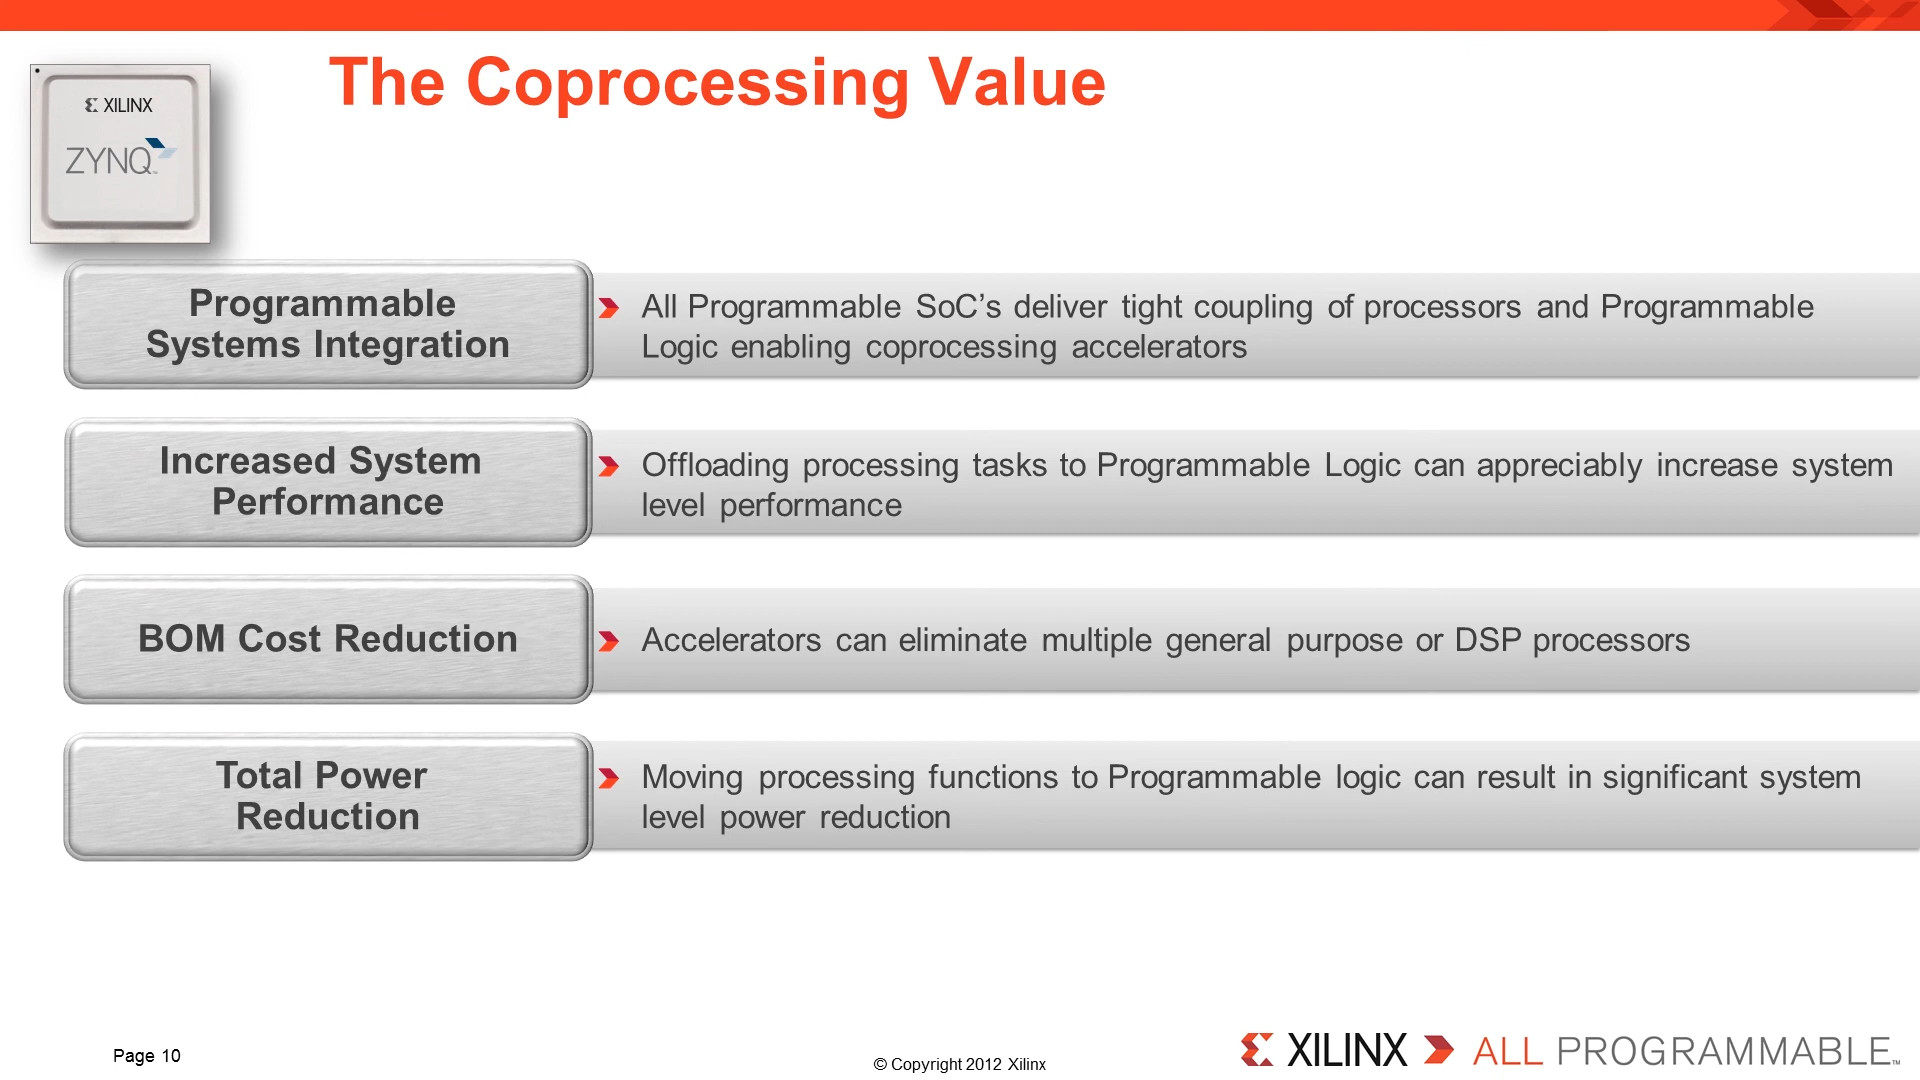 The Coprocessing Value
XILINX
ZYNQ™
Programmable
Systems Integration
All Programmable SoC’s deliver tight coupling of processors and Programmable
Logic enabling coprocessing accelerators
Increased System
Performance
Offloading processing tasks to Programmable Logic can appreciably increase system
level performance
BOM Cost Reduction
Accelerators can eliminate multiple general purpose or DSP processors
Total Power
Reduction
Moving processing functions to Programmable logic can result in significant system
level power reduction
Page 10
© Copyright 2012 Xilinx
XILINX ALL PROGRAMMABLE™